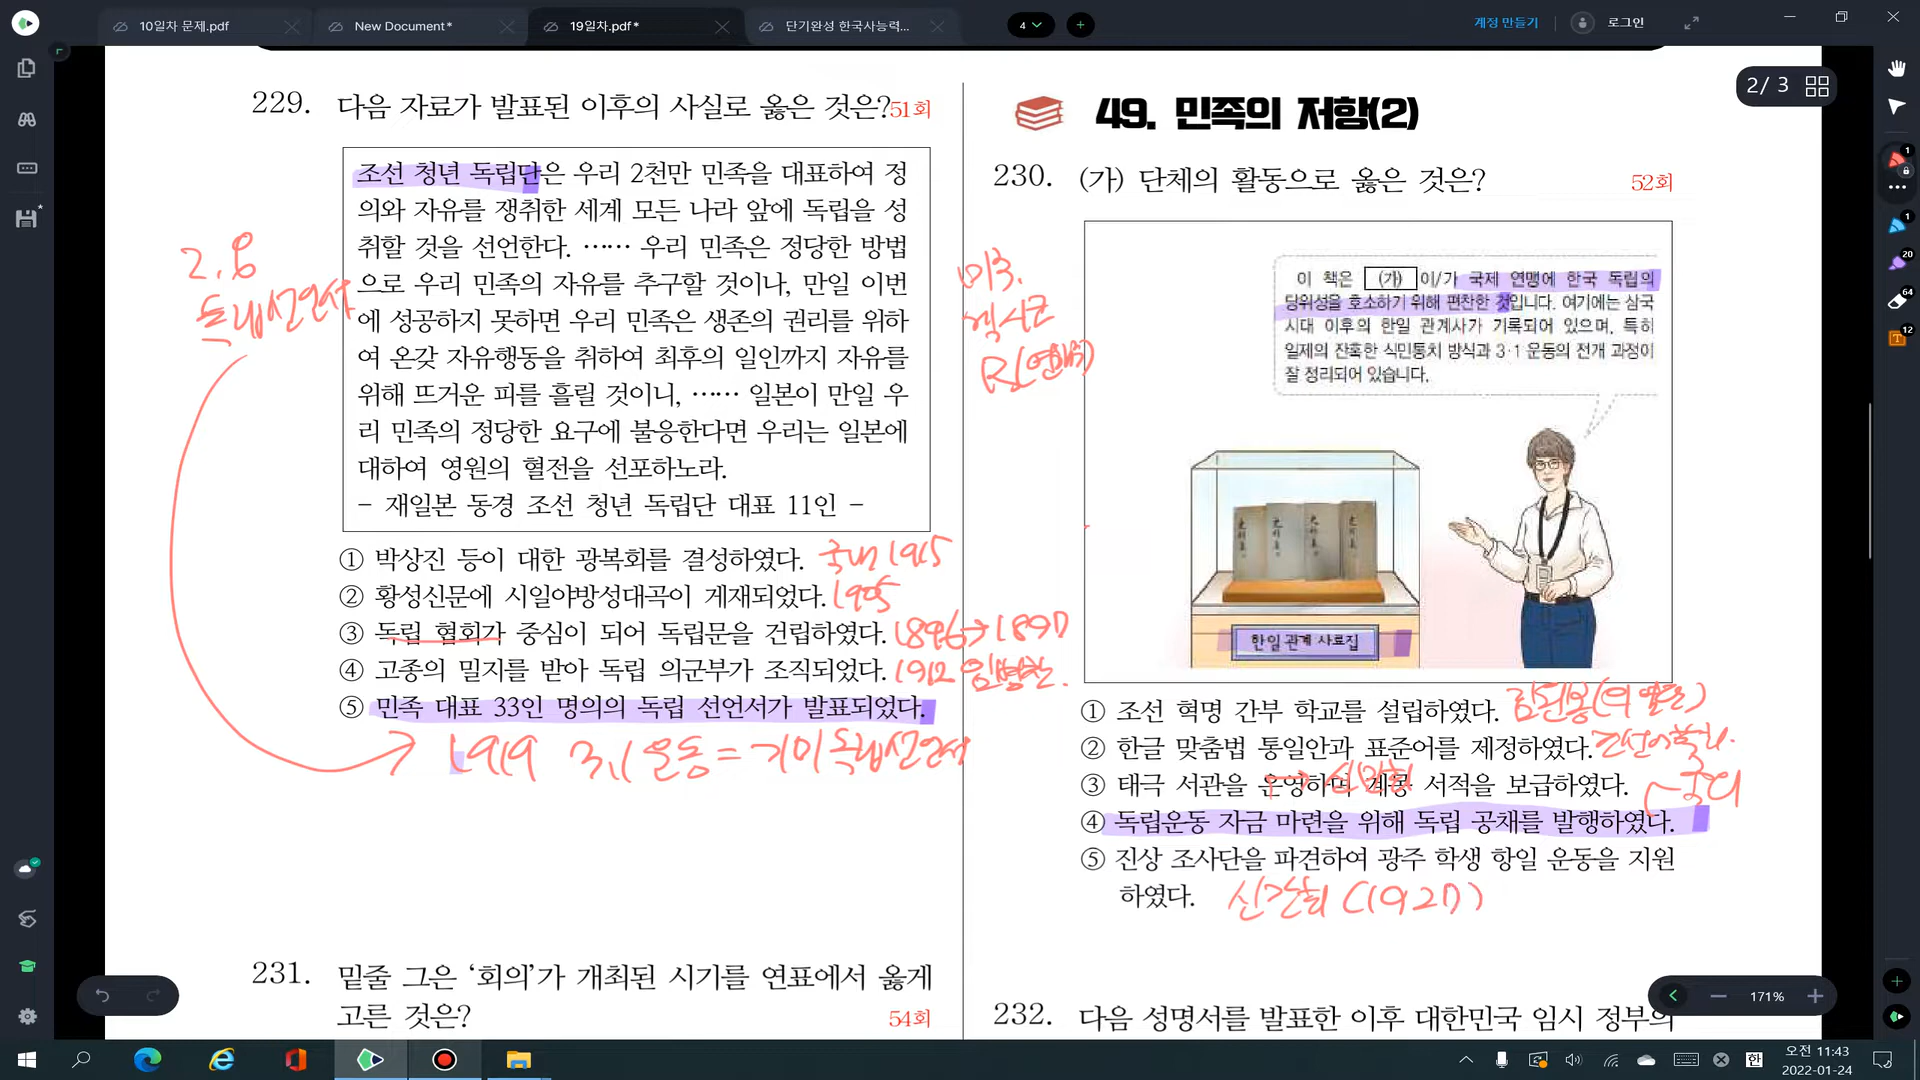 10일차 문제.pdf
New Document*
19일차.pdf*
단기완성 한국사능력...
4
계정 만들기
로그인
2 / 3
229. 다음 자료가 발표된 이후의 사실로 옳은 것은? 51회
조선 청년 독립단은 우리 2천만 민족을 대표하여 정
의와 자유를 쟁취한 세계 모든 나라 앞에 독립을 성
취할 것을 선언한다. …… 우리 민족은 정당한 방법
으로 우리 민족의 자유를 추구할 것이나, 만일 이번
에 성공하지 못하면 우리 민족은 생존의 권리를 위하
여 온갖 자유행동을 취하여 최후의 일인까지 자유를
위해 뜨거운 피를 흘릴 것이니, …… 일본이 만일 우
리 민족의 정당한 요구에 불응한다면 우리는 일본에
대하여 영원의 혈전을 선포하노라.
- 재일본 동경 조선 청년 독립단 대표 11인 -
2.8
독립선언서
① 박상진 등이 대한 광복회를 결성하였다. 국내 1915
② 황성신문에 시일야방성대곡이 게재되었다. 1905
③ 독립 협회가 중심이 되어 독립문을 건립하였다. 1896→1897
④ 고종의 밀지를 받아 독립 의군부가 조직되었다. 1912 임병찬.
⑤ 민족 대표 33인 명의의 독립 선언서가 발표되었다.
1919 3.1운동 = 기미독립선언서
231. 밑줄 그은 ‘회의’가 개최된 시기를 연표에서 옳게
고른 것은? 54회
49. 민족의 저항(2)
230. (가) 단체의 활동으로 옳은 것은? 52회
미주.
멕시코
R(연해주)
이 책은 (가) 이/가 국제 연맹에 한국 독립의
당위성을 호소하기 위해 편찬한 것입니다. 여기에는 삼국
시대 이후의 한일 관계사가 기록되어 있으며, 특히
일제의 잔혹한 식민통치 방식과 3·1 운동의 전개 과정이
잘 정리되어 있습니다.
한일 관계 사료집
① 조선 혁명 간부 학교를 설립하였다. 김원봉(의열단)
② 한글 맞춤법 통일안과 표준어를 제정하였다. 조선어학회.
③ 태극 서관을 운영하며 계몽 서적을 보급하였다.
→ 신민회
④ 독립운동 자금 마련을 위해 독립 공채를 발행하였다.
⑤ 진상 조사단을 파견하여 광주 학생 항일 운동을 지원
하였다. 신간회 (1927)
232. 다음 성명서를 발표한 이후 대한민국 임시 정부의
171%
1
1
20
64
12
한
오전 11:43
2022-01-24